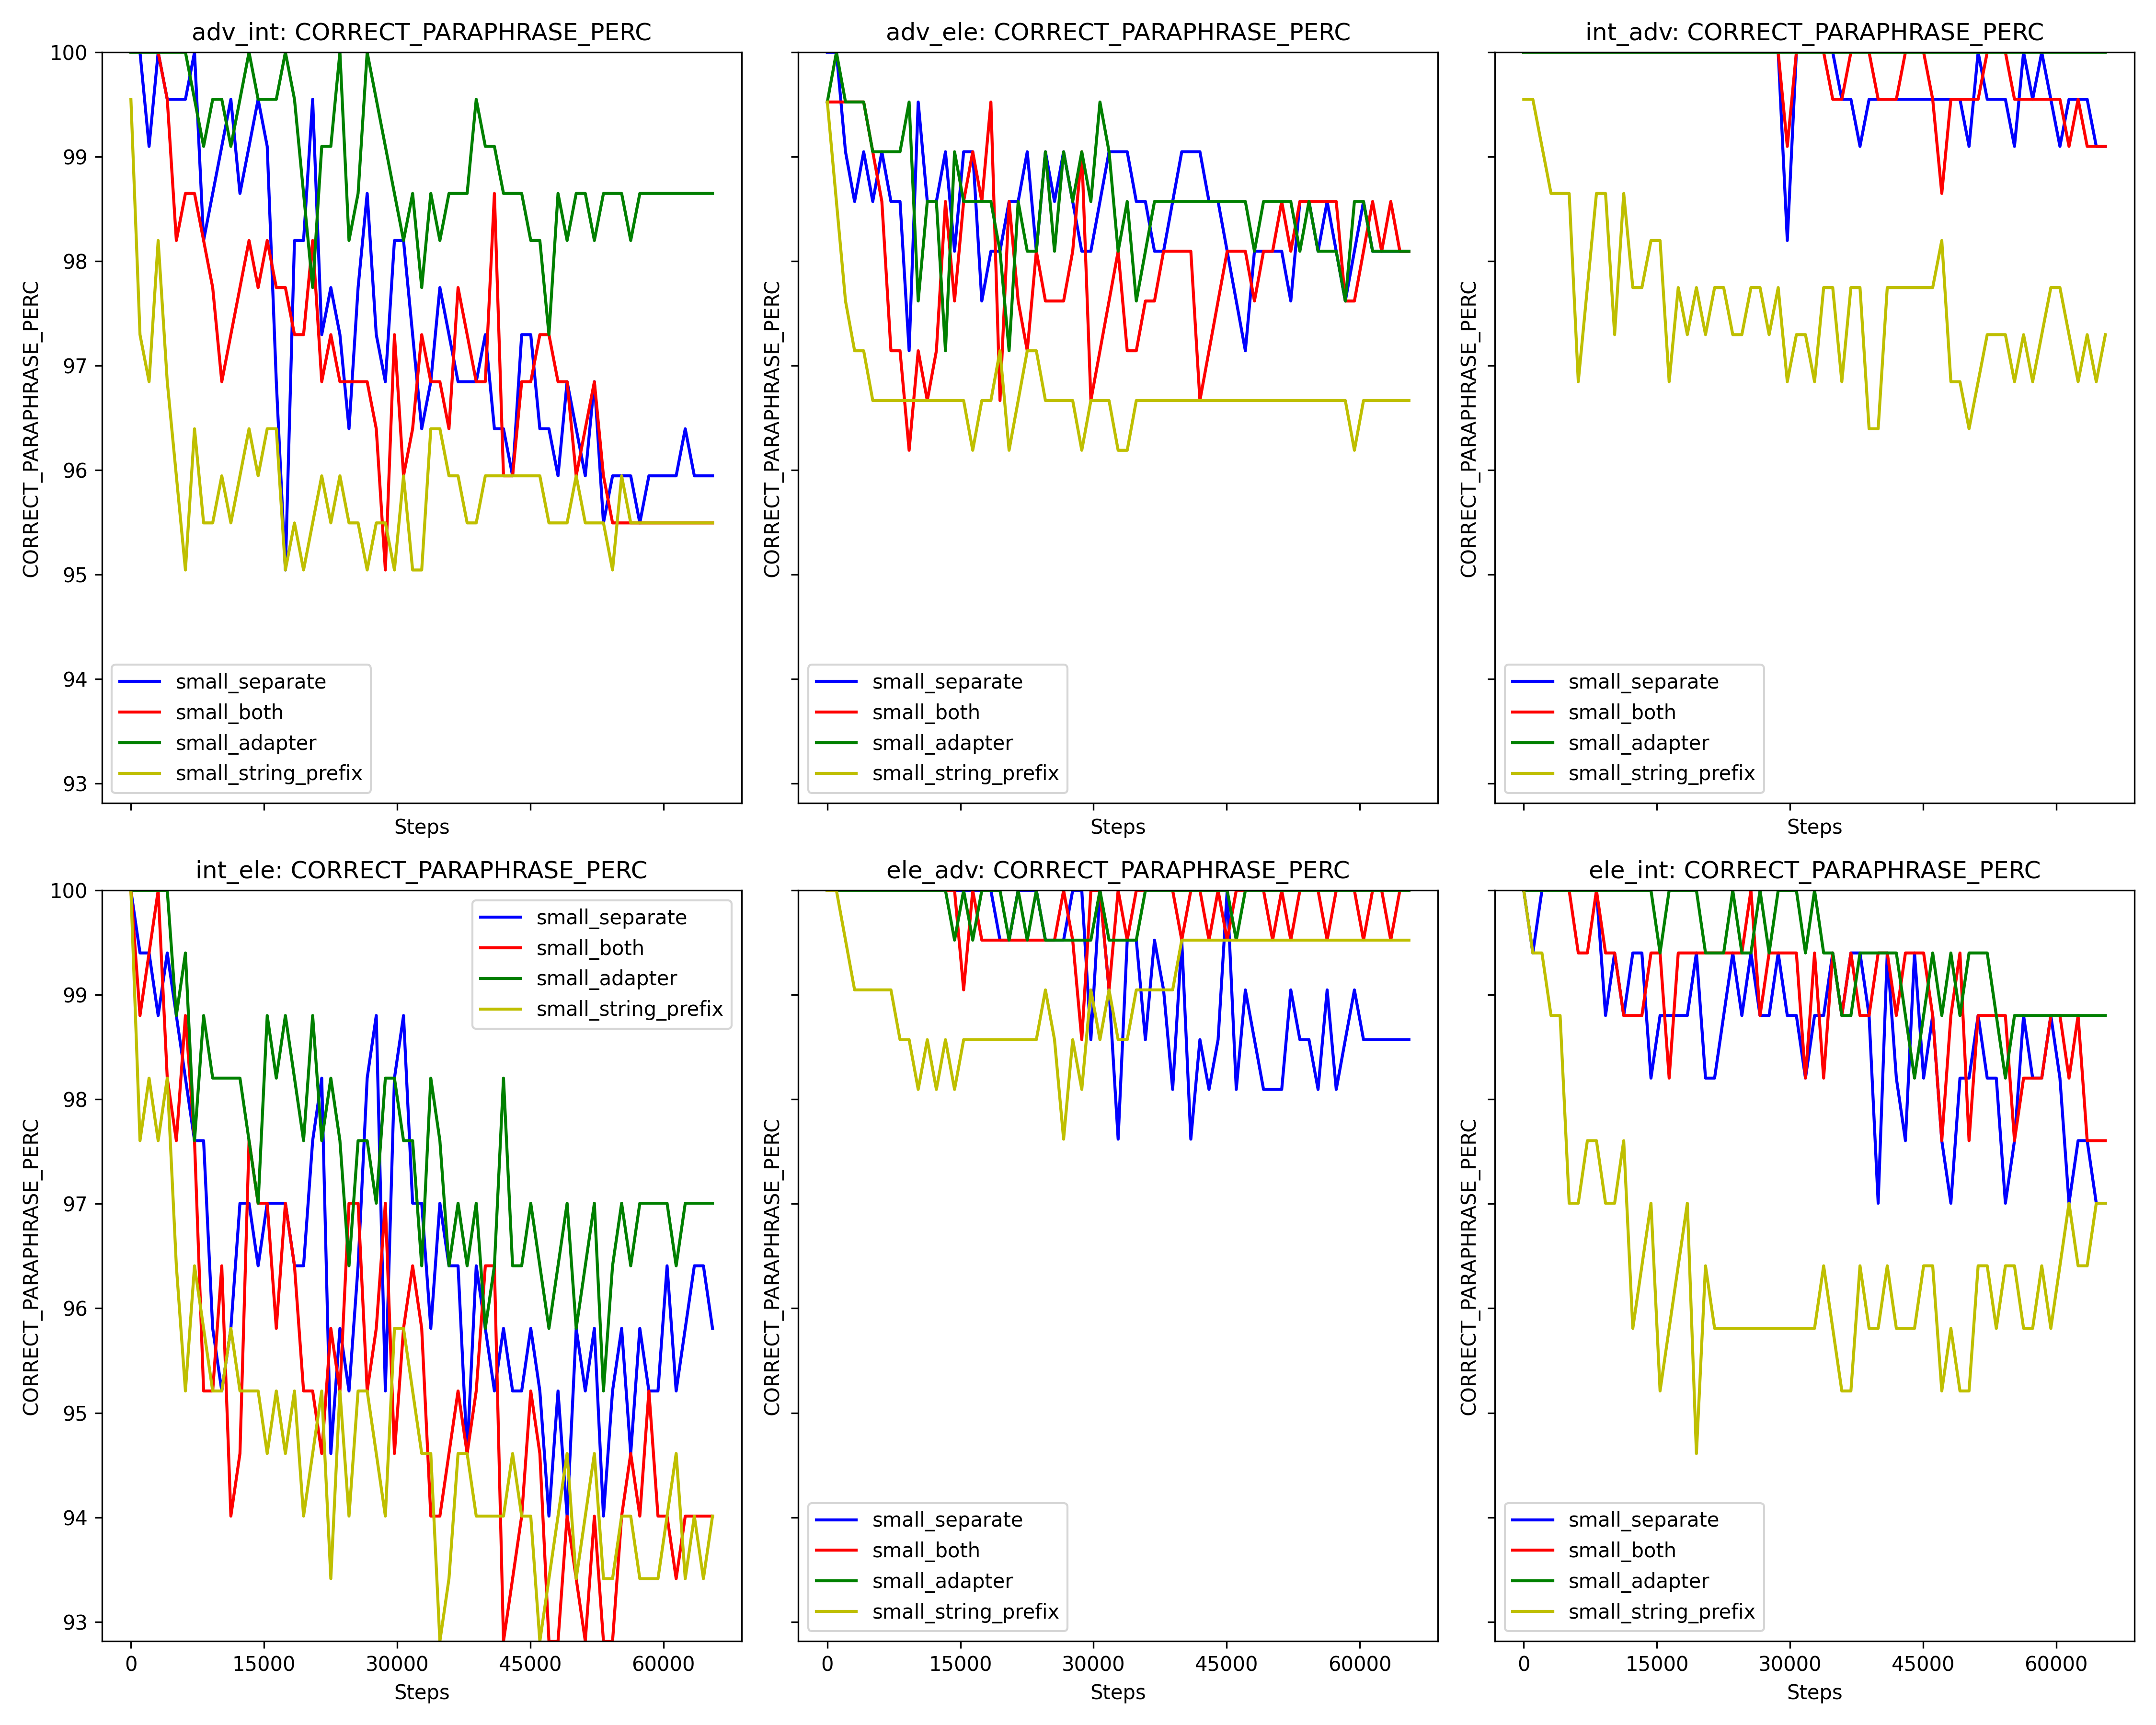 adv_int: CORRECT_PARAPHRASE_PERC
CORRECT_PARAPHRASE_PERC
100
99
98
97
96
95
94
93
small_separate
small_both
small_adapter
small_string_prefix
Steps
adv_ele: CORRECT_PARAPHRASE_PERC
CORRECT_PARAPHRASE_PERC
small_separate
small_both
small_adapter
small_string_prefix
Steps
int_adv: CORRECT_PARAPHRASE_PERC
CORRECT_PARAPHRASE_PERC
small_separate
small_both
small_adapter
small_string_prefix
Steps
int_ele: CORRECT_PARAPHRASE_PERC
CORRECT_PARAPHRASE_PERC
100
99
98
97
96
95
94
93
small_separate
small_both
small_adapter
small_string_prefix
0 15000 30000 45000 60000
Steps
ele_adv: CORRECT_PARAPHRASE_PERC
CORRECT_PARAPHRASE_PERC
small_separate
small_both
small_adapter
small_string_prefix
0 15000 30000 45000 60000
Steps
ele_int: CORRECT_PARAPHRASE_PERC
CORRECT_PARAPHRASE_PERC
small_separate
small_both
small_adapter
small_string_prefix
0 15000 30000 45000 60000
Steps